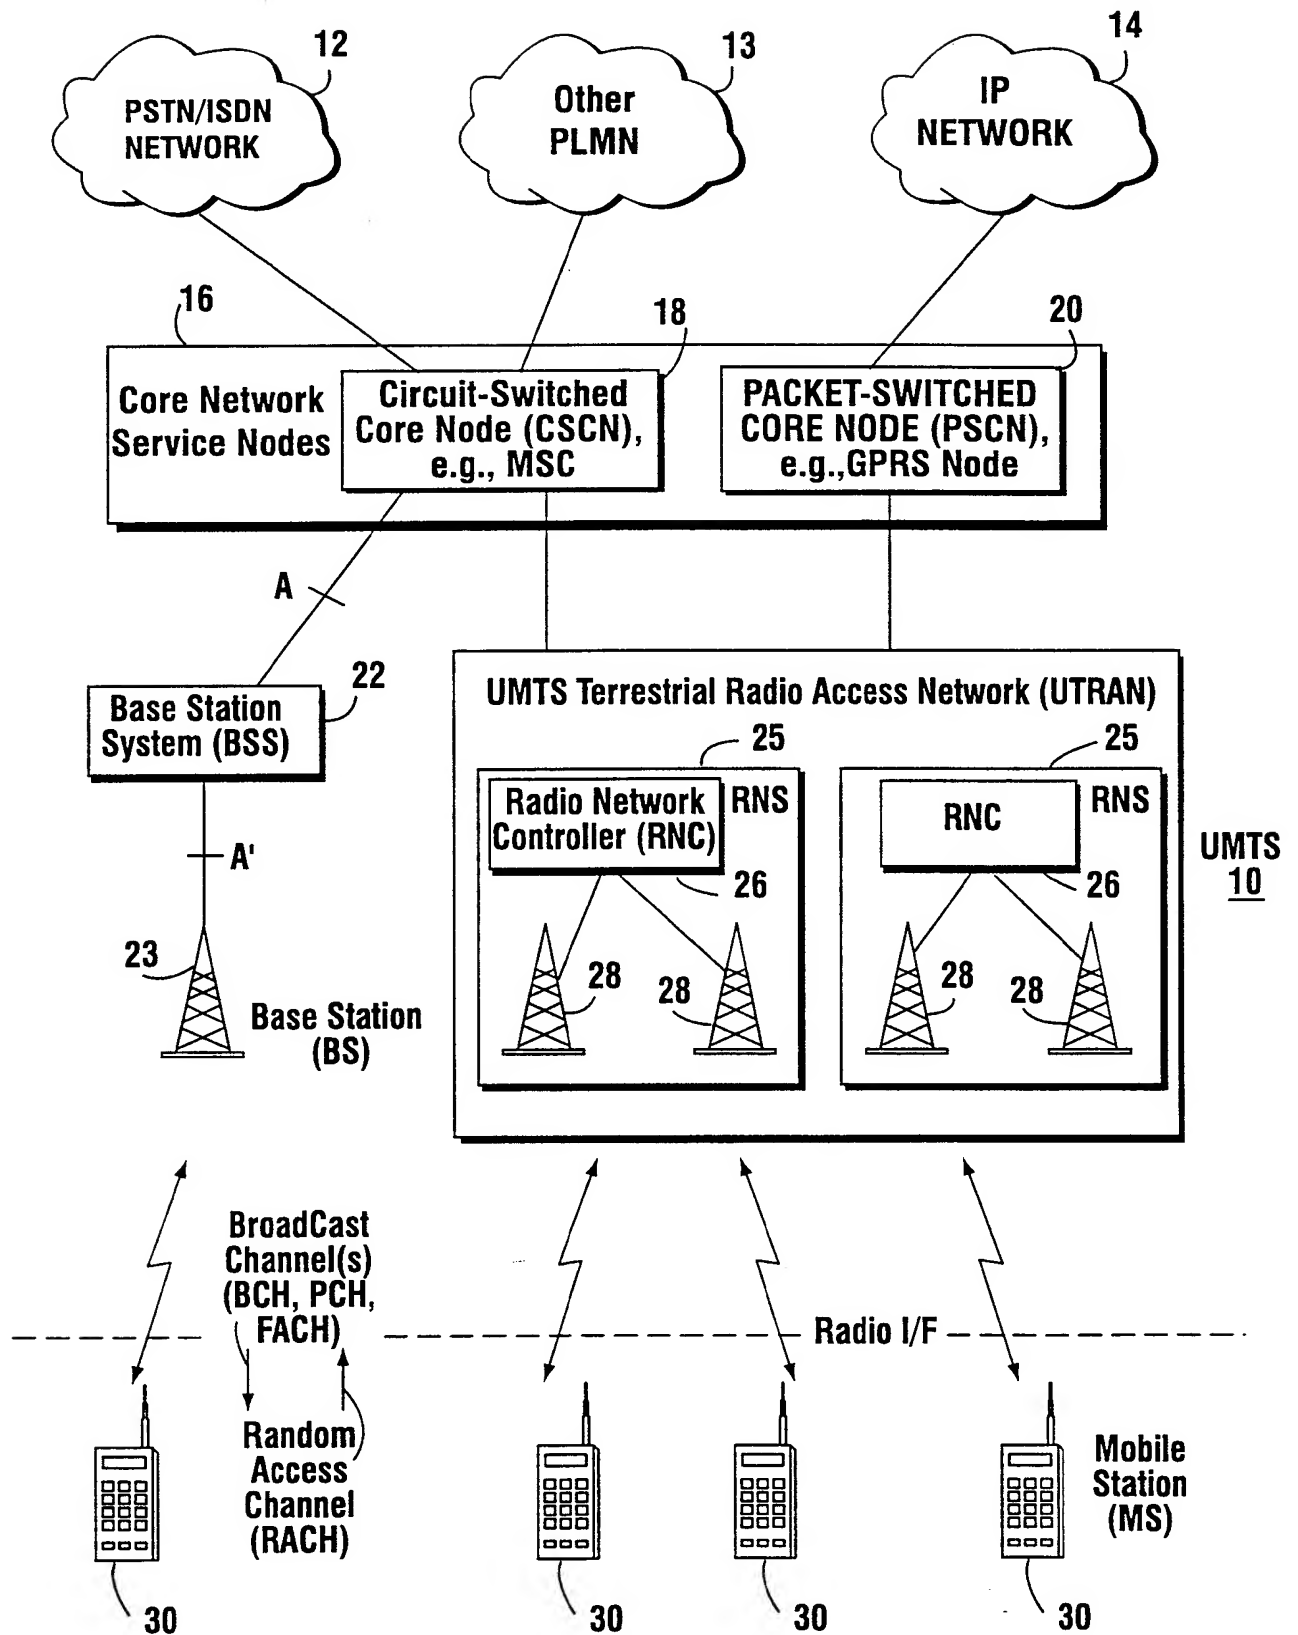 12
13
14
PSTN/ISDN
NETWORK
Other
PLMN
IP
NETWORK
16
18
20
Core Network
Service Nodes
Circuit-Switched
Core Node (CSCN),
e.g., MSC
PACKET-SWITCHED
CORE NODE (PSCN),
e.g.,GPRS Node
A
22
Base Station
System (BSS)
UMTS Terrestrial Radio Access Network (UTRAN)
25
25
Radio Network
Controller (RNC)
RNS
RNC
RNS
A'
26
26
UMTS
10
23
28
28
28
28
Base Station
(BS)
BroadCast
Channel(s)
(BCH, PCH,
FACH)
Radio I/F
Random
Access
Channel
(RACH)
Mobile
Station
(MS)
30
30
30
30